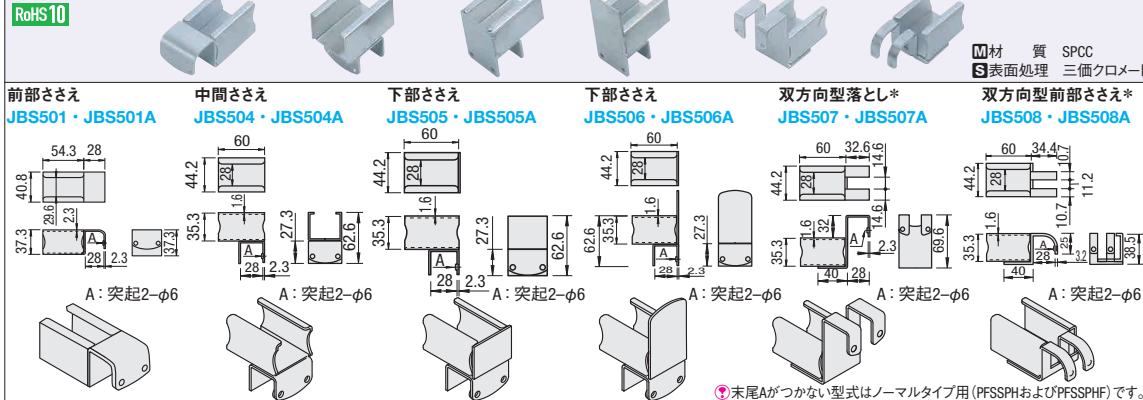 RoHS10
M材 質 SPCC
S表面処理 三価クロメート
前部ささえ
JBS501・JBS501A
54.3 28
40.8
29.6
2.3
37.3
A
28
2.3
37.3
A：突起2-φ6
中間ささえ
JBS504・JBS504A
60
44.2
28
1.6
35.3
27.3
62.6
A
28
2.3
A：突起2-φ6
下部ささえ
JBS505・JBS505A
60
44.2
28
1.6
35.3
27.3
62.6
A
28
2.3
A：突起2-φ6
下部ささえ
JBS506・JBS506A
60
44.2
28
1.6
35.3
62.6
27.3
A
28
2.3
A：突起2-φ6
双方向型落とし*
JBS507・JBS507A
60 32.6
14.6
44.2
28
14.6
1.6
32
35.3
A
2.3
69.6
40 28
A：突起2-φ6
双方向型前部ささえ*
JBS508・JBS508A
60 34.4
10.7
44.2
28
11.2
10.7
1.6
35.3
A
25
28
3.2
38.5
40
A：突起2-φ6
末尾Aがつかない型式はノーマルタイプ用(PFSSPHおよびPFSSPHF)です。